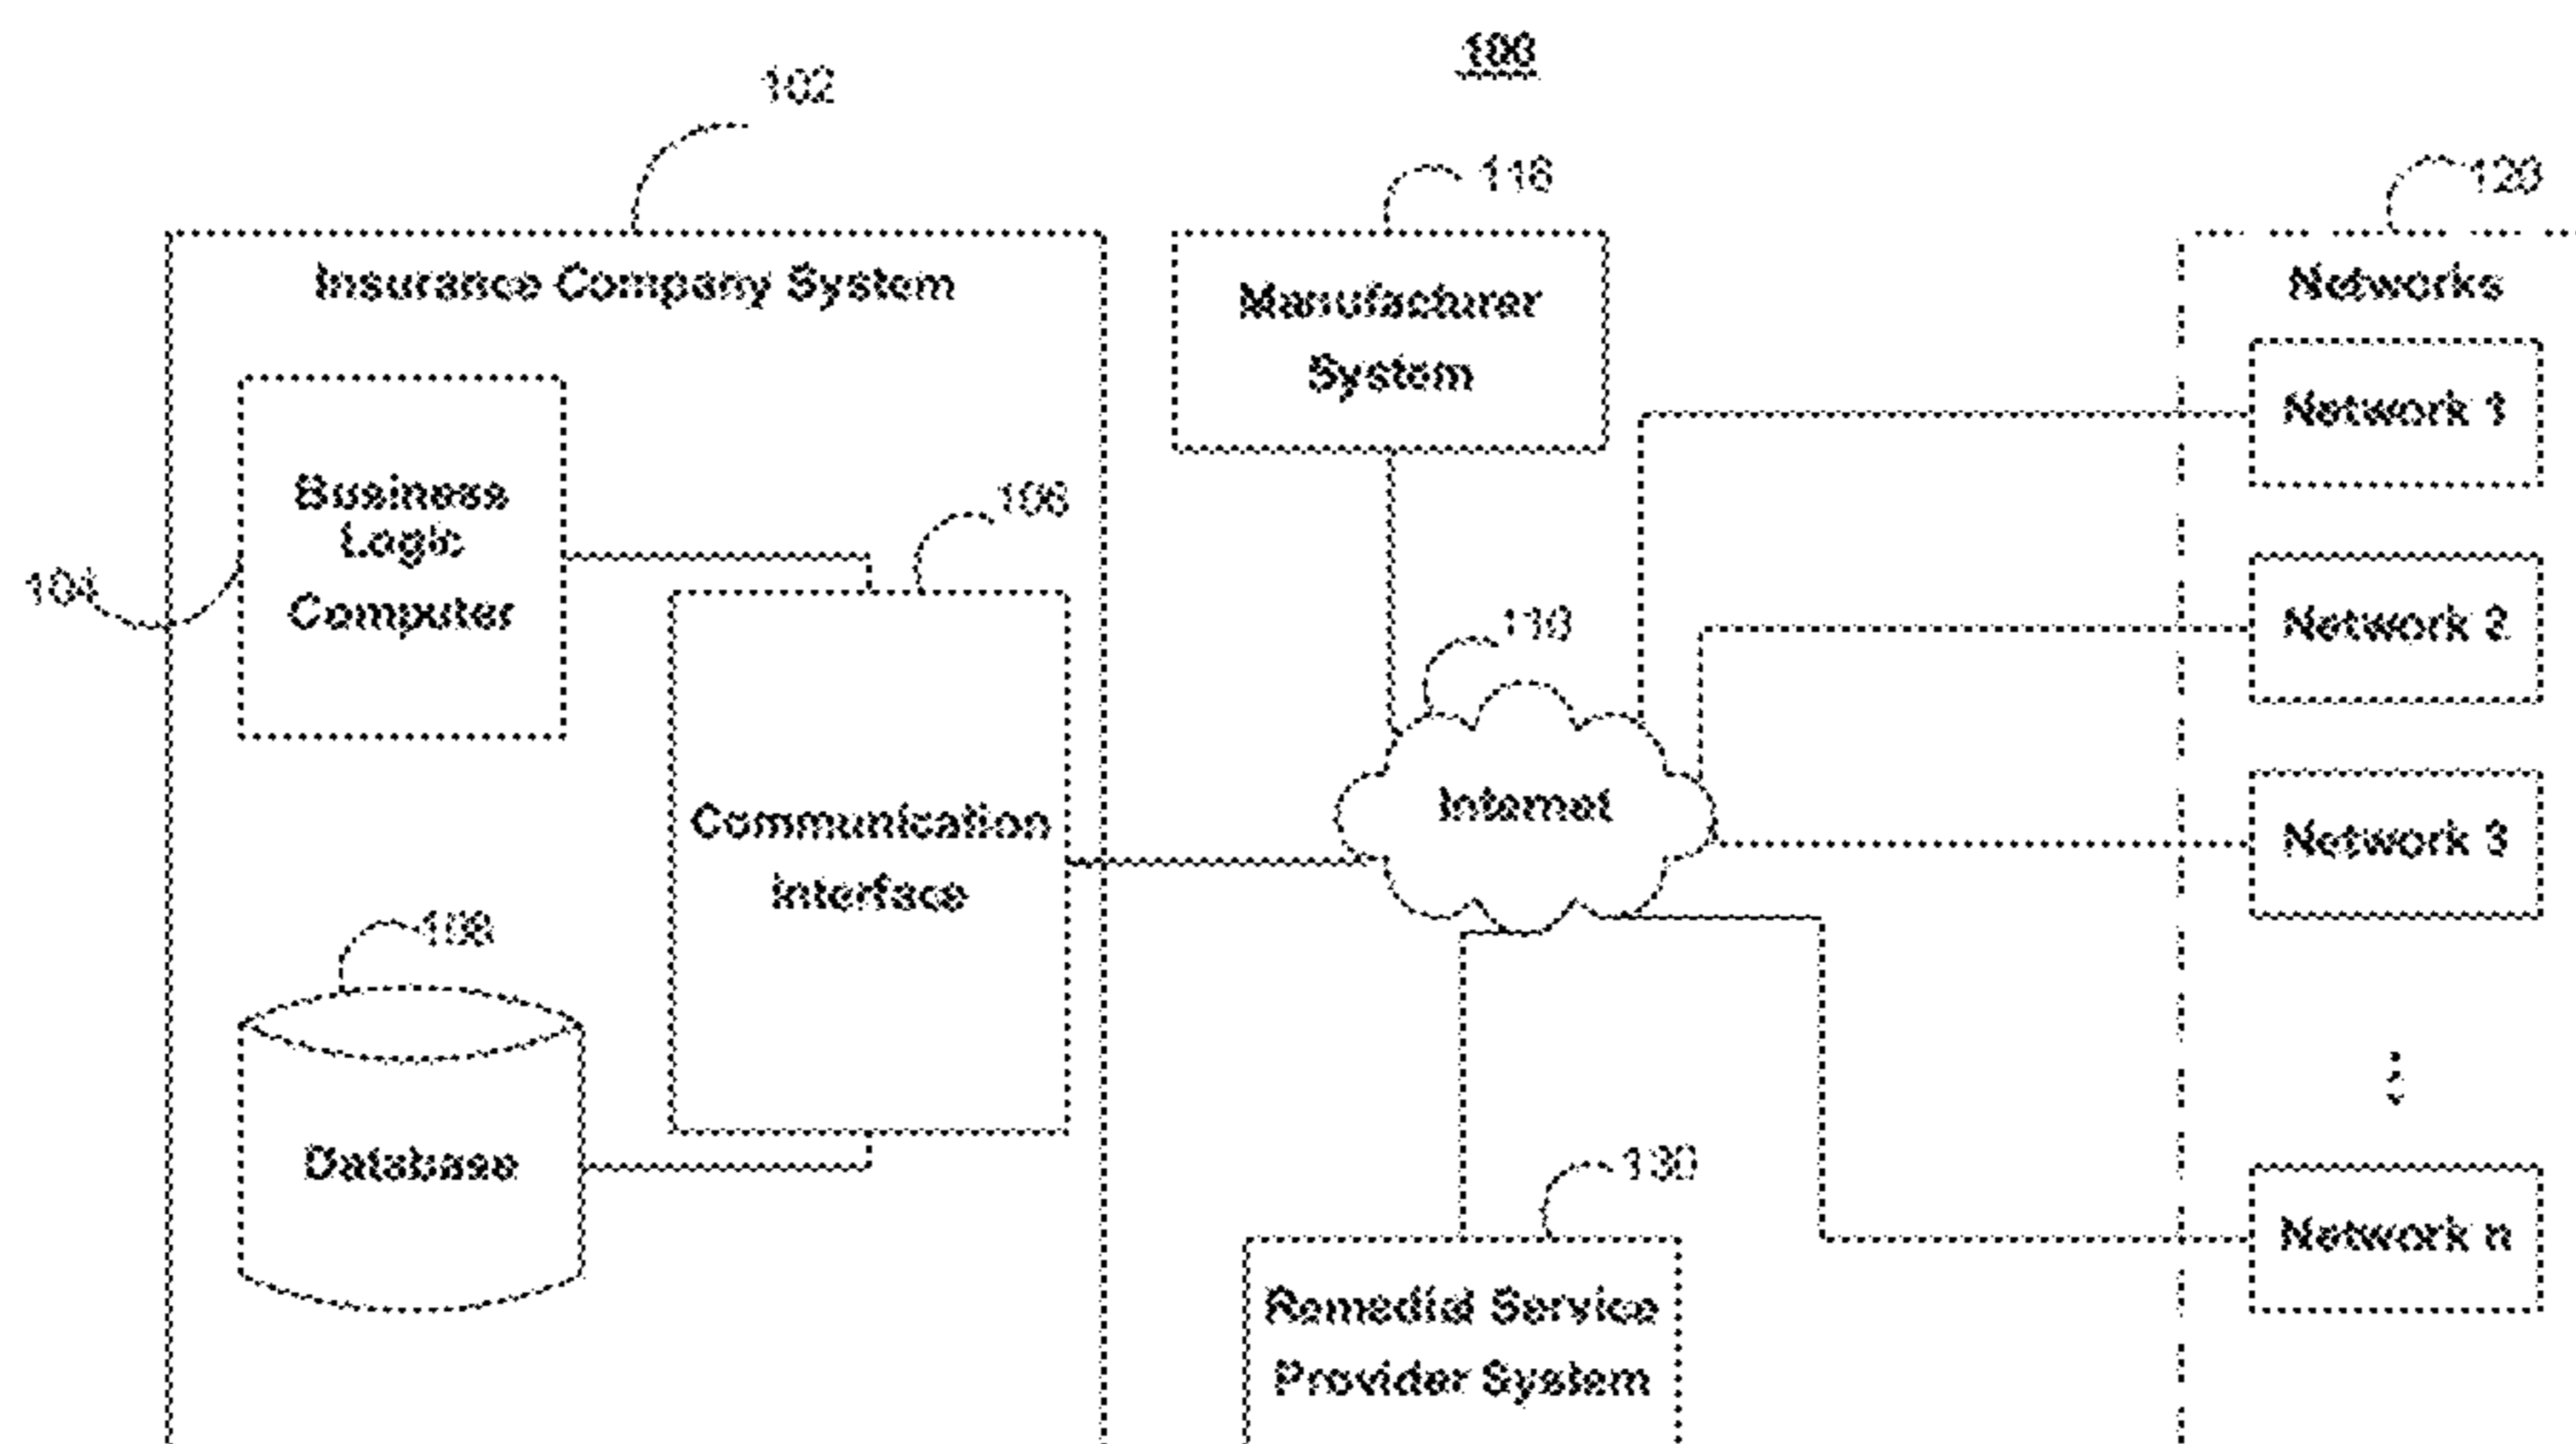 100
102
116
120
Insurance Company System
Manufacturer
System
Networks
Network 1
Business
Logic
Computer
104
106
Network 2
110
Communication
Interface
Internet
Network 3
108
Database
130
Network n
Remedial Service
Provider System